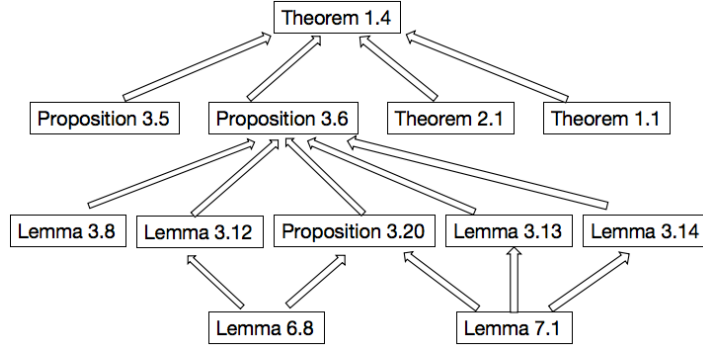 Theorem 1.4
Proposition 3.5 Proposition 3.6 Theorem 2.1 Theorem 1.1
Lemma 3.8 Lemma 3.12 Proposition 3.20 Lemma 3.13 Lemma 3.14
Lemma 6.8 Lemma 7.1